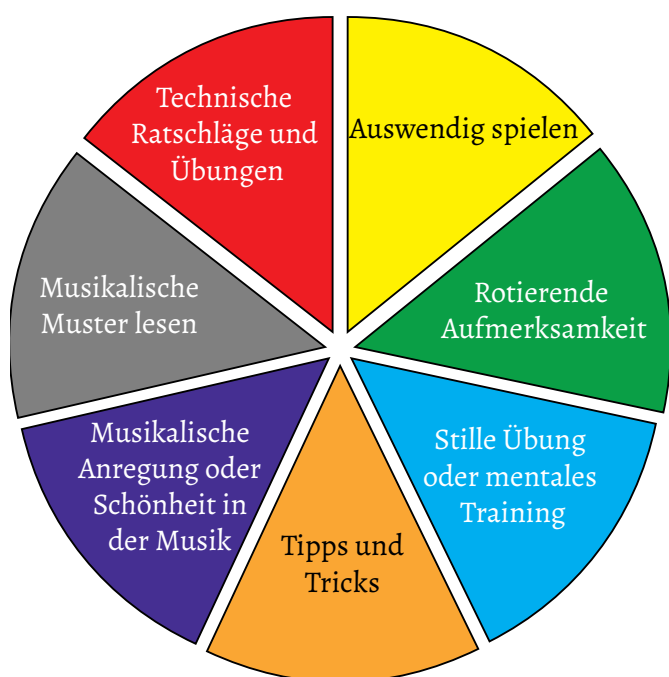 Technische
Ratschläge und
Übungen
Auswendig spielen
Rotierende
Aufmerksamkeit
Stille Übung
oder mentales
Training
Tipps und
Tricks
Musikalische
Anregung oder
Schönheit in
der Musik
Musikalische
Muster lesen